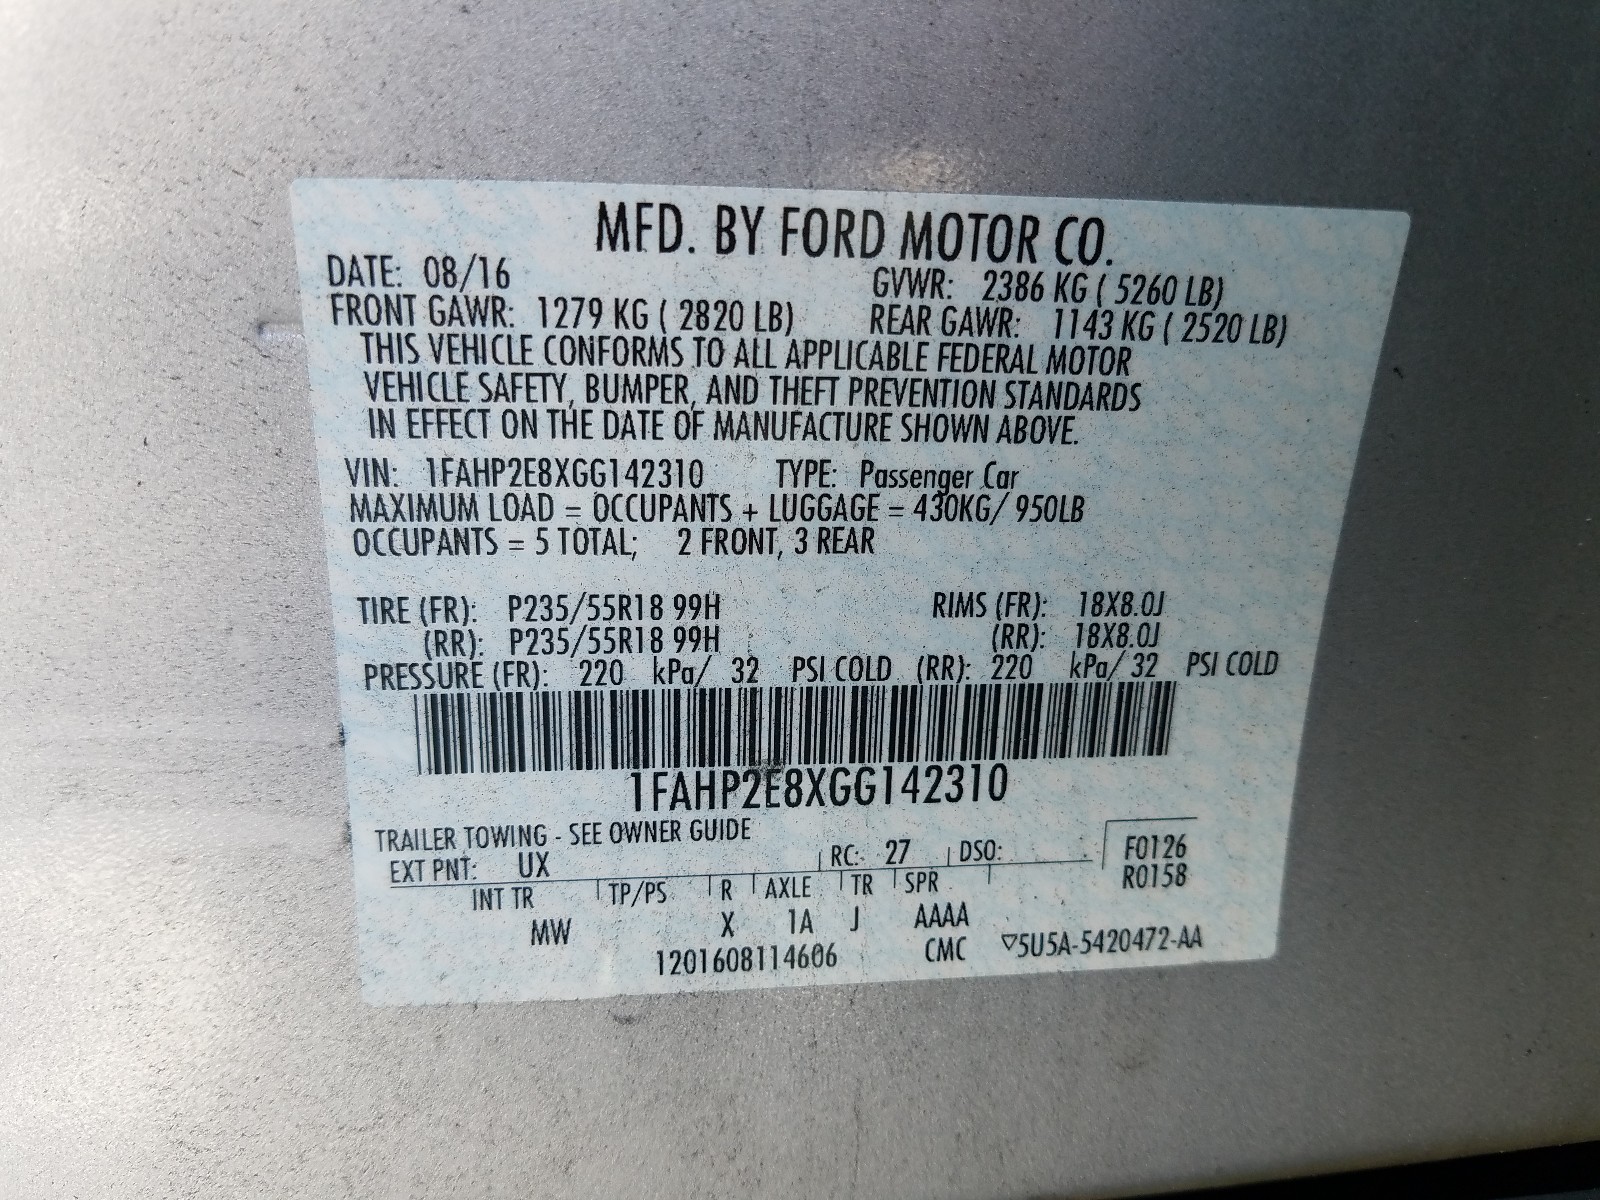 MFD. BY FORD MOTOR CO.
DATE: 08/16 GVWR: 2386 KG ( 5260 LB)
FRONT GAWR: 1279 KG ( 2820 LB) REAR GAWR: 1143 KG ( 2520 LB)
THIS VEHICLE CONFORMS TO ALL APPLICABLE FEDERAL MOTOR
VEHICLE SAFETY, BUMPER, AND THEFT PREVENTION STANDARDS
IN EFFECT ON THE DATE OF MANUFACTURE SHOWN ABOVE.
VIN: 1FAHP2E8XGG142310 TYPE: Passenger Car
MAXIMUM LOAD = OCCUPANTS + LUGGAGE = 430KG/ 950LB
OCCUPANTS = 5 TOTAL; 2 FRONT, 3 REAR
TIRE (FR): P235/55R18 99H RIMS (FR): 18X8.0J
(RR): P235/55R18 99H (RR): 18X8.0J
PRESSURE (FR): 220 kPa/ 32 PSI COLD (RR): 220 kPa/ 32 PSI COLD
1FAHP2E8XGG142310
TRAILER TOWING - SEE OWNER GUIDE
EXT PNT: UX RC: 27 DSO: F0126
R0158
INT TR TP/PS R AXLE TR SPR
MW X 1A J AAAA
1201608114606 CMC ▽5U5A-5420472-AA